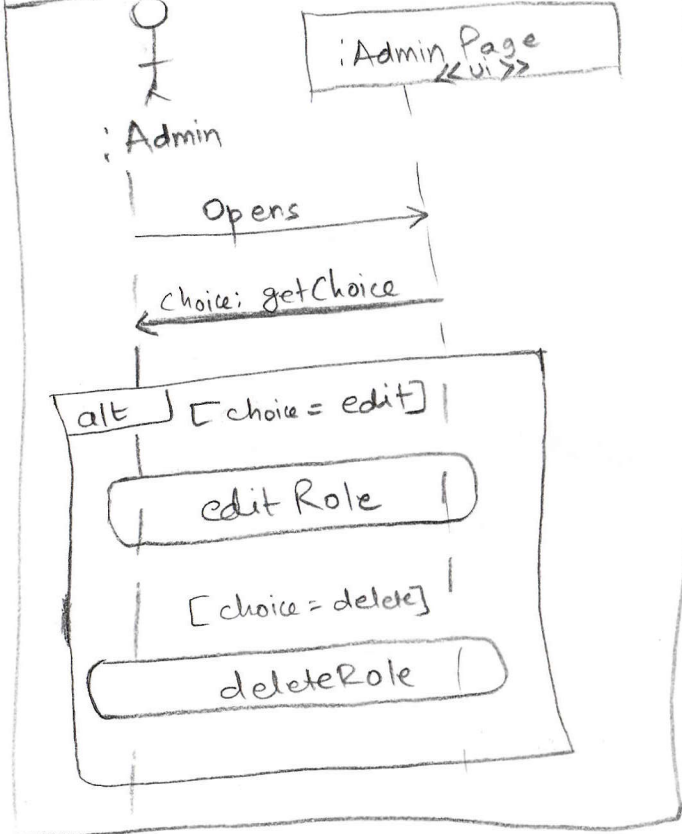 :Admin Page
<<ui>>
:Admin
Opens
Choice: getChoice
alt [choice = edit]
editRole
[choice = delete]
deleteRole